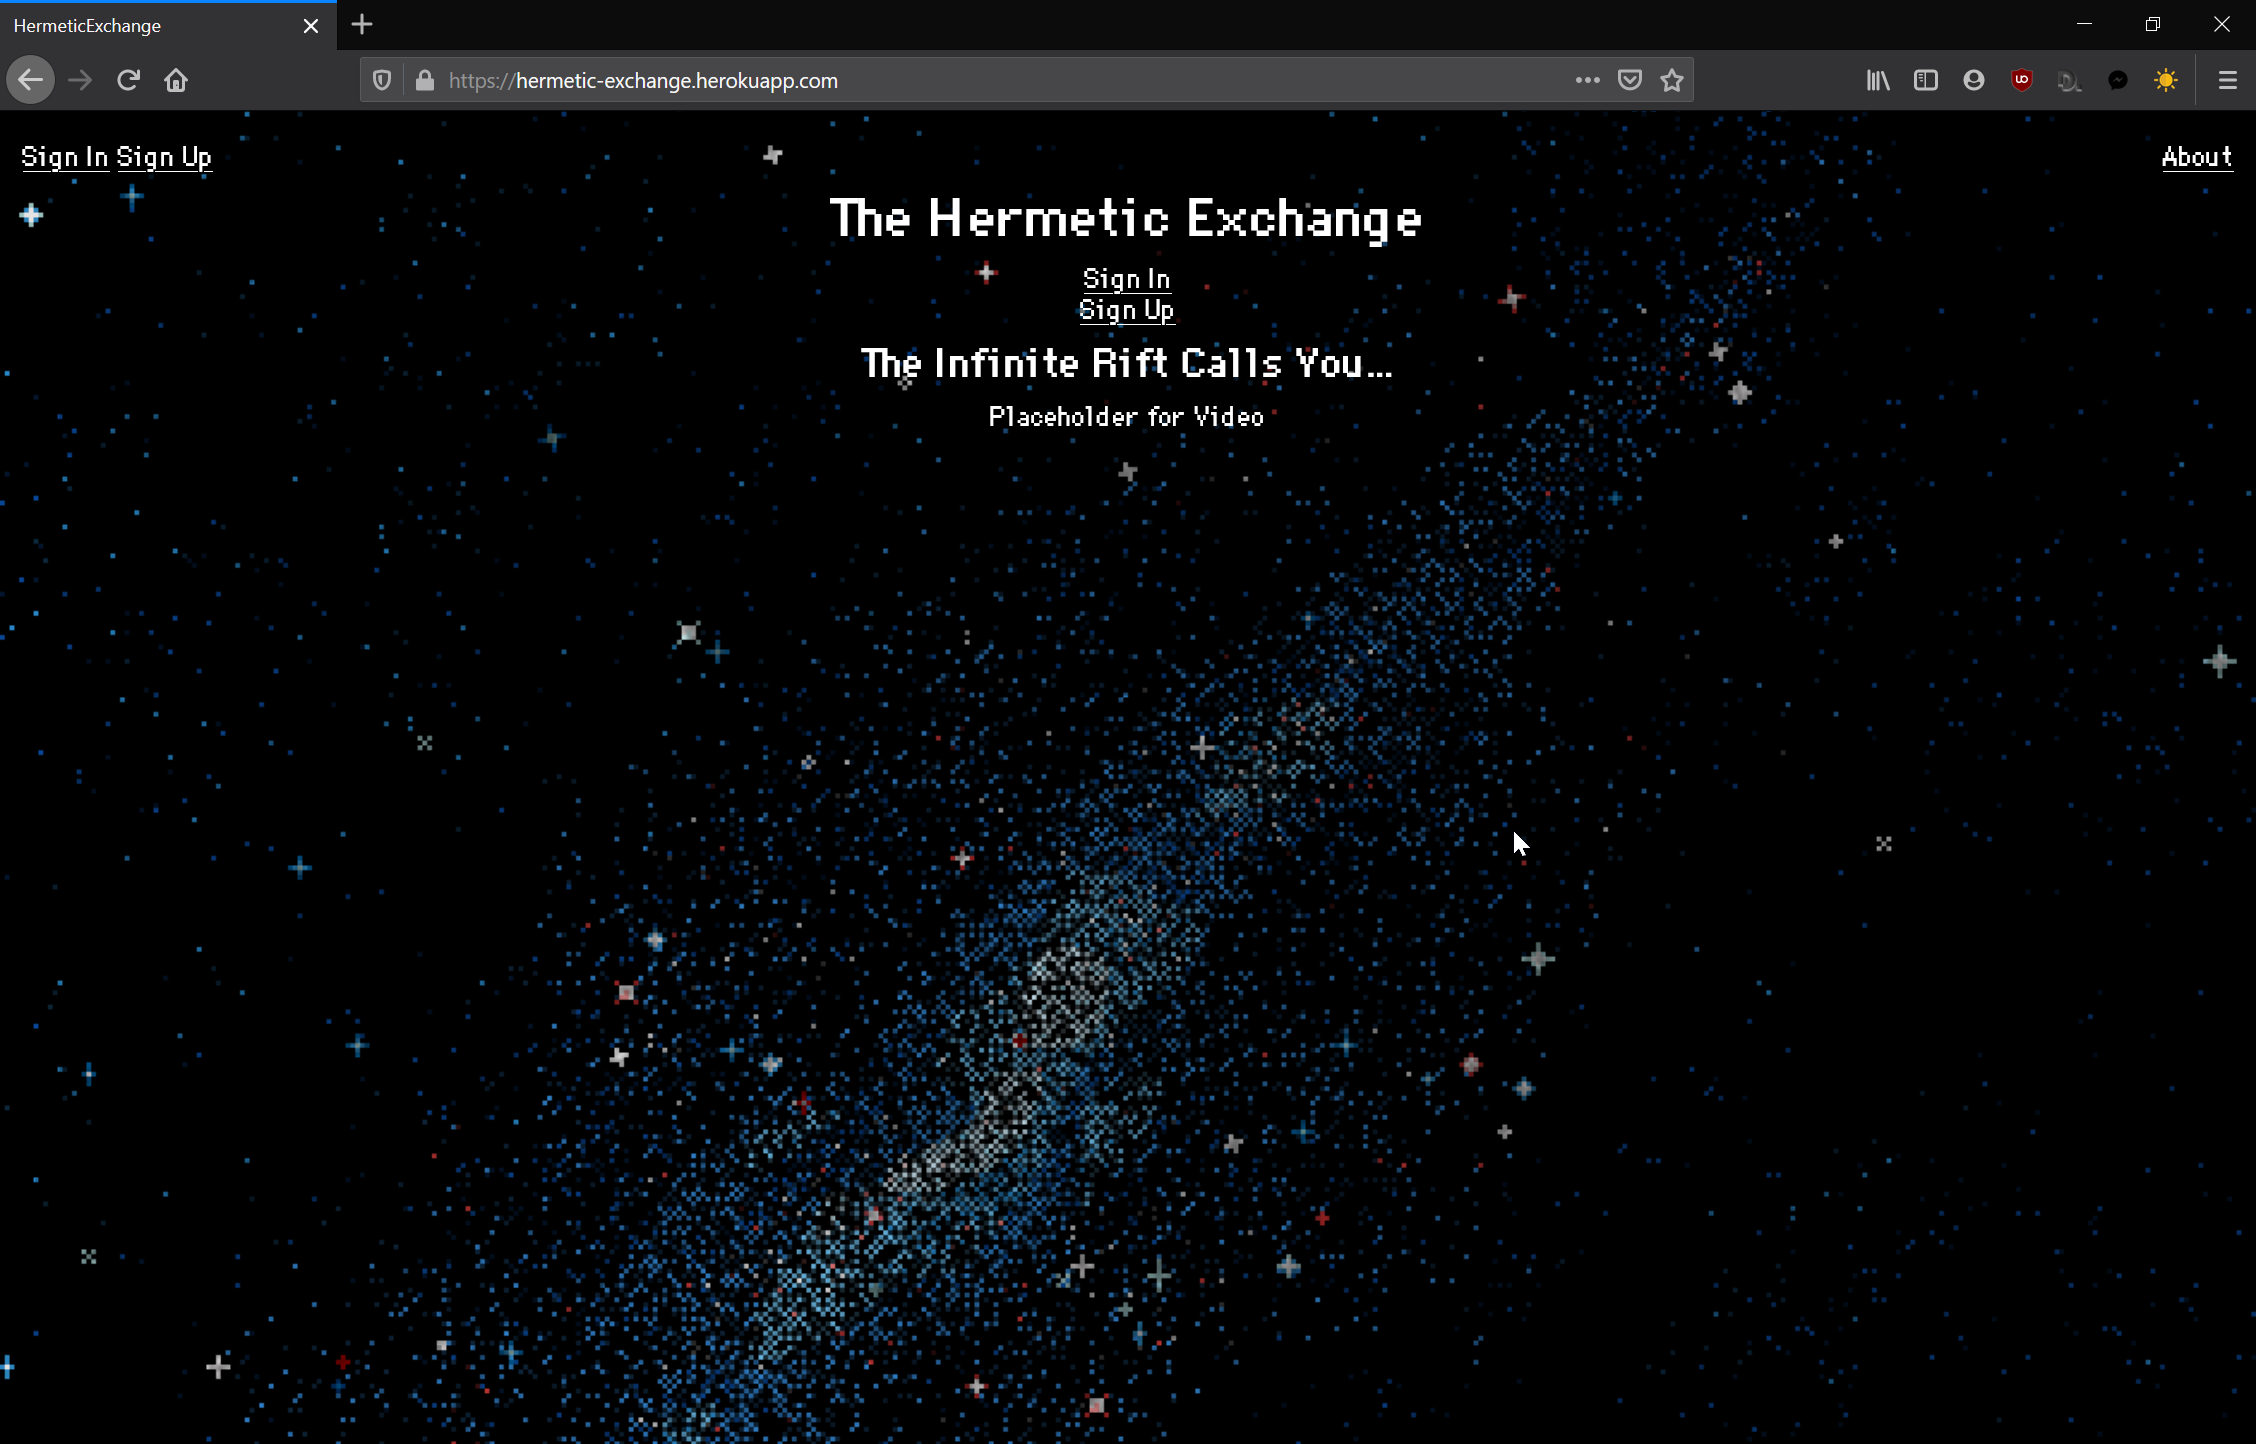 HermeticExchange
https://hermetic-exchange.herokuapp.com
Sign In Sign Up
About
The Hermetic Exchange
Sign In
Sign Up
The Infinite Rift Calls You...
Placeholder for Video